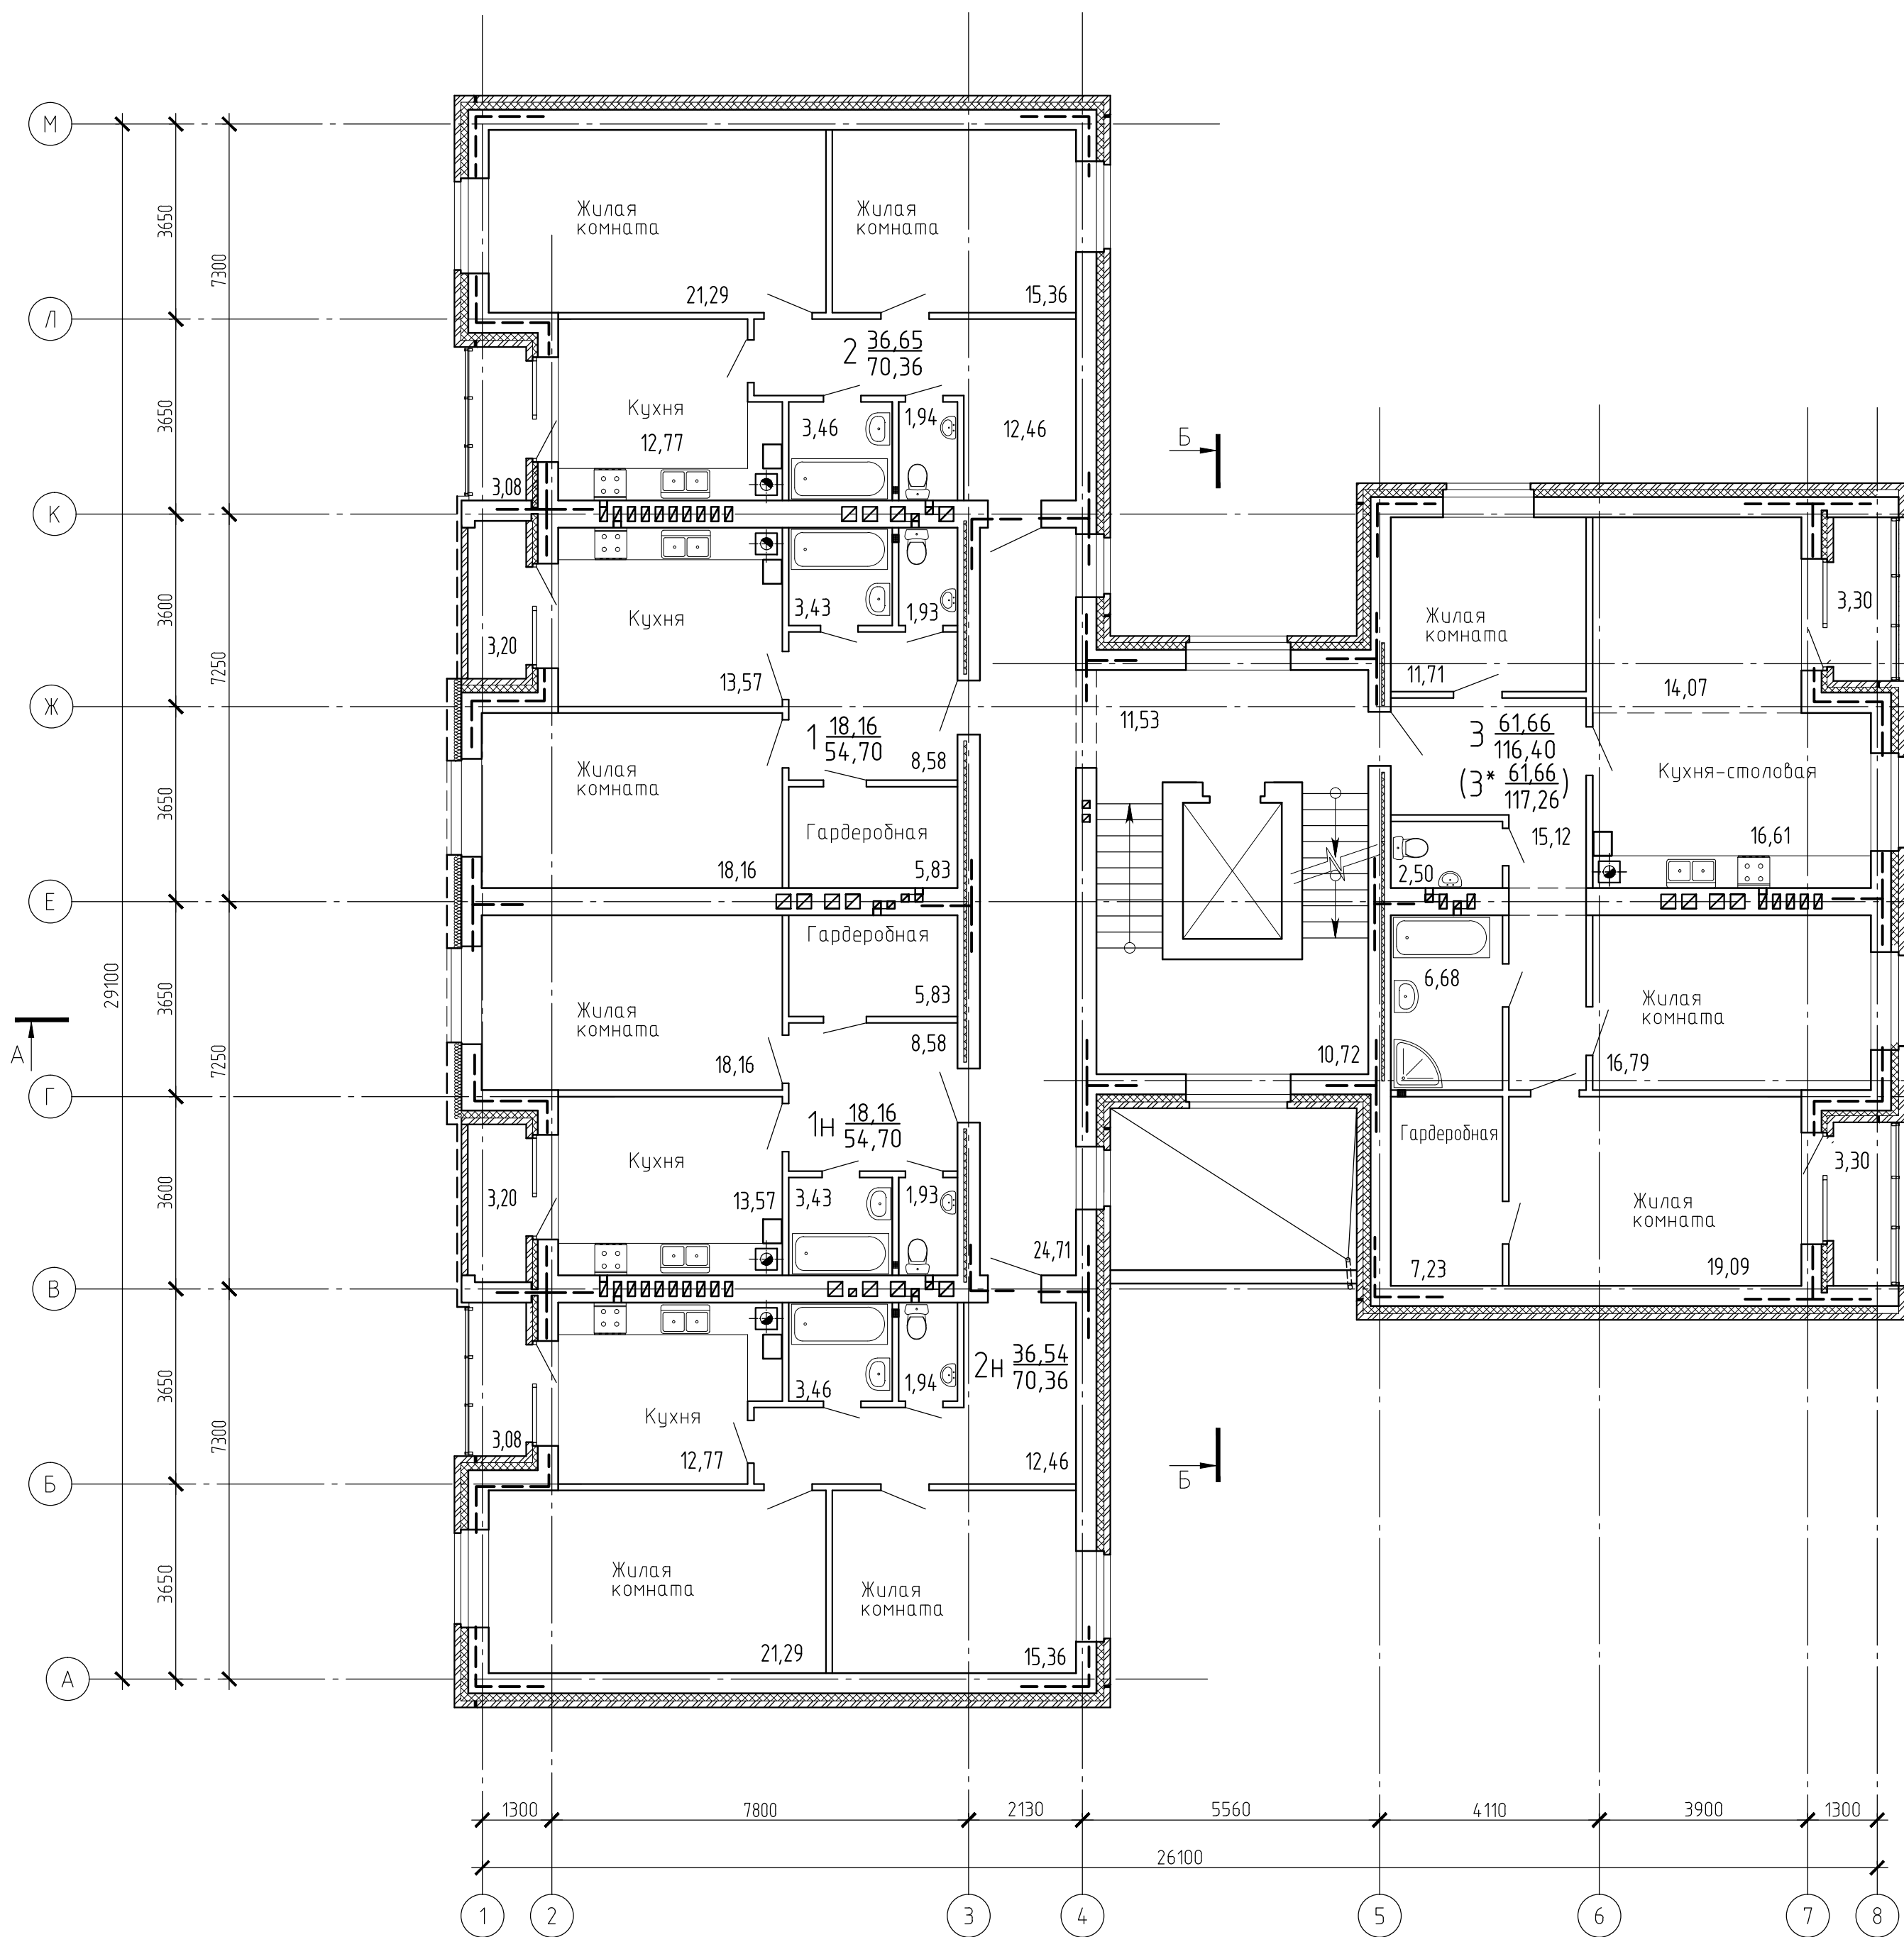 М
Л
К
Ж
Е
Г
В
Б
А
3650
3650
3600
3650
3650
3600
3650
3650
7300
7250
7250
7300
29100
А
Жилая
комната
21,29
Жилая
комната
15,36
2 36,65
70,36
Кухня
12,77
3,46
1,94
12,46
3,08
Б
3,20
Кухня
13,57
3,43
1,93
1 18,16
54,70
8,58
Жилая
комната
18,16
Гардеробная
5,83
11,53
Жилая
комната
11,71
14,07
3,30
3 61,66
116,40
(3* 61,66
117,26)
Кухня-столовая
16,61
15,12
2,50
Жилая
комната
18,16
Гардеробная
5,83
8,58
10,72
6,68
Жилая
комната
16,79
1н 18,16
54,70
Кухня
13,57
3,43
1,93
3,20
24,71
Гардеробная
7,23
Жилая
комната
19,09
3,30
2н 36,54
70,36
Кухня
12,77
3,46
1,94
12,46
3,08
Б
Жилая
комната
21,29
Жилая
комната
15,36
1300
7800
2130
5560
4110
3900
1300
26100
1
2
3
4
5
6
7
8